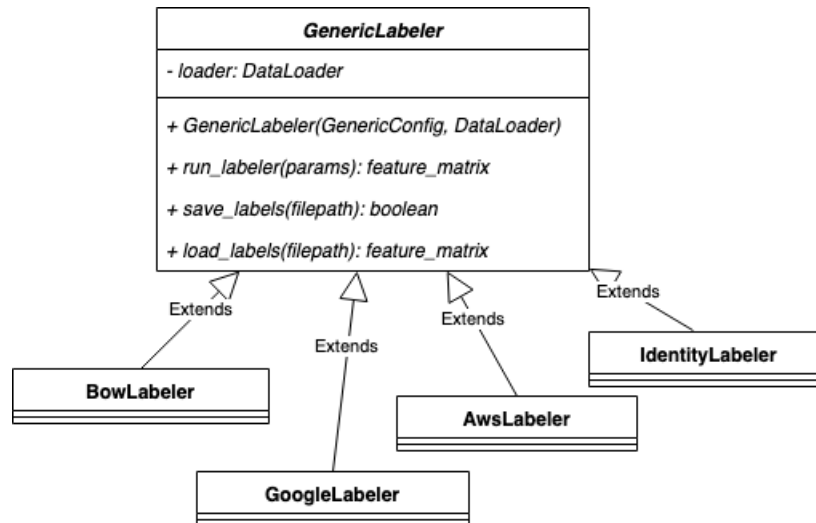 GenericLabeler
- loader: DataLoader
+ GenericLabeler(GenericConfig, DataLoader)
+ run_labeler(params): feature_matrix
+ save_labels(filepath): boolean
+ load_labels(filepath): feature_matrix
Extends
Extends
Extends
Extends
BowLabeler
GoogleLabeler
AwsLabeler
IdentityLabeler